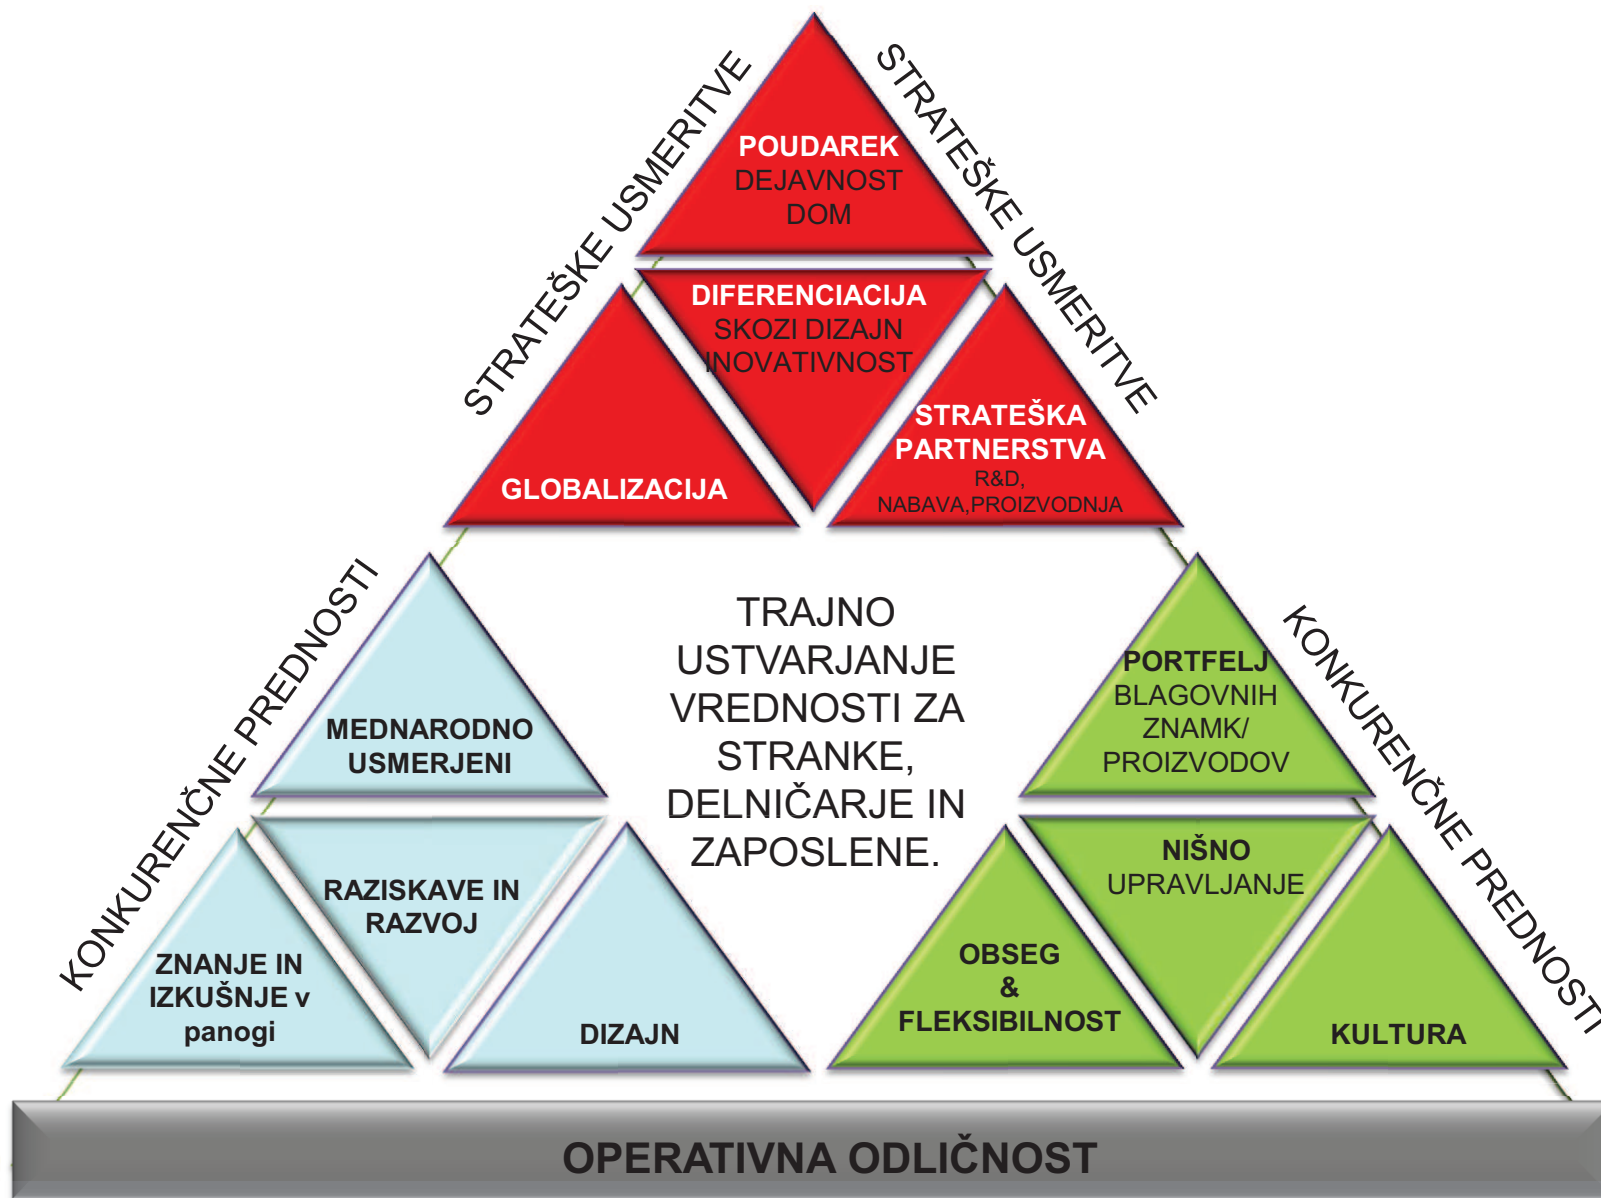 STRATEŠKE USMERITVE
STRATEŠKE USMERITVE
POUDAREK
DEJAVNOST
DOM
DIFERENCIACIJA
SKOZI DIZAJN
INOVATIVNOST
GLOBALIZACIJA
STRATEŠKA
PARTNERSTVA
R&D,
NABAVA,PROIZVODNJA
KONKURENČNE PREDNOSTI
MEDNARODNO
USMERJENI
RAZISKAVE IN
RAZVOJ
ZNANJE IN
IZKUŠNJE v
panogi
DIZAJN
TRAJNO
USTVARJANJE
VREDNOSTI ZA
STRANKE,
DELNIČARJE IN
ZAPOSLENE.
KONKURENČNE PREDNOSTI
PORTFELJ
BLAGOVNIH
ZNAMK/
PROIZVODOV
NIŠNO
UPRAVLJANJE
OBSEG
&
FLEKSIBILNOST
KULTURA
OPERATIVNA ODLIČNOST